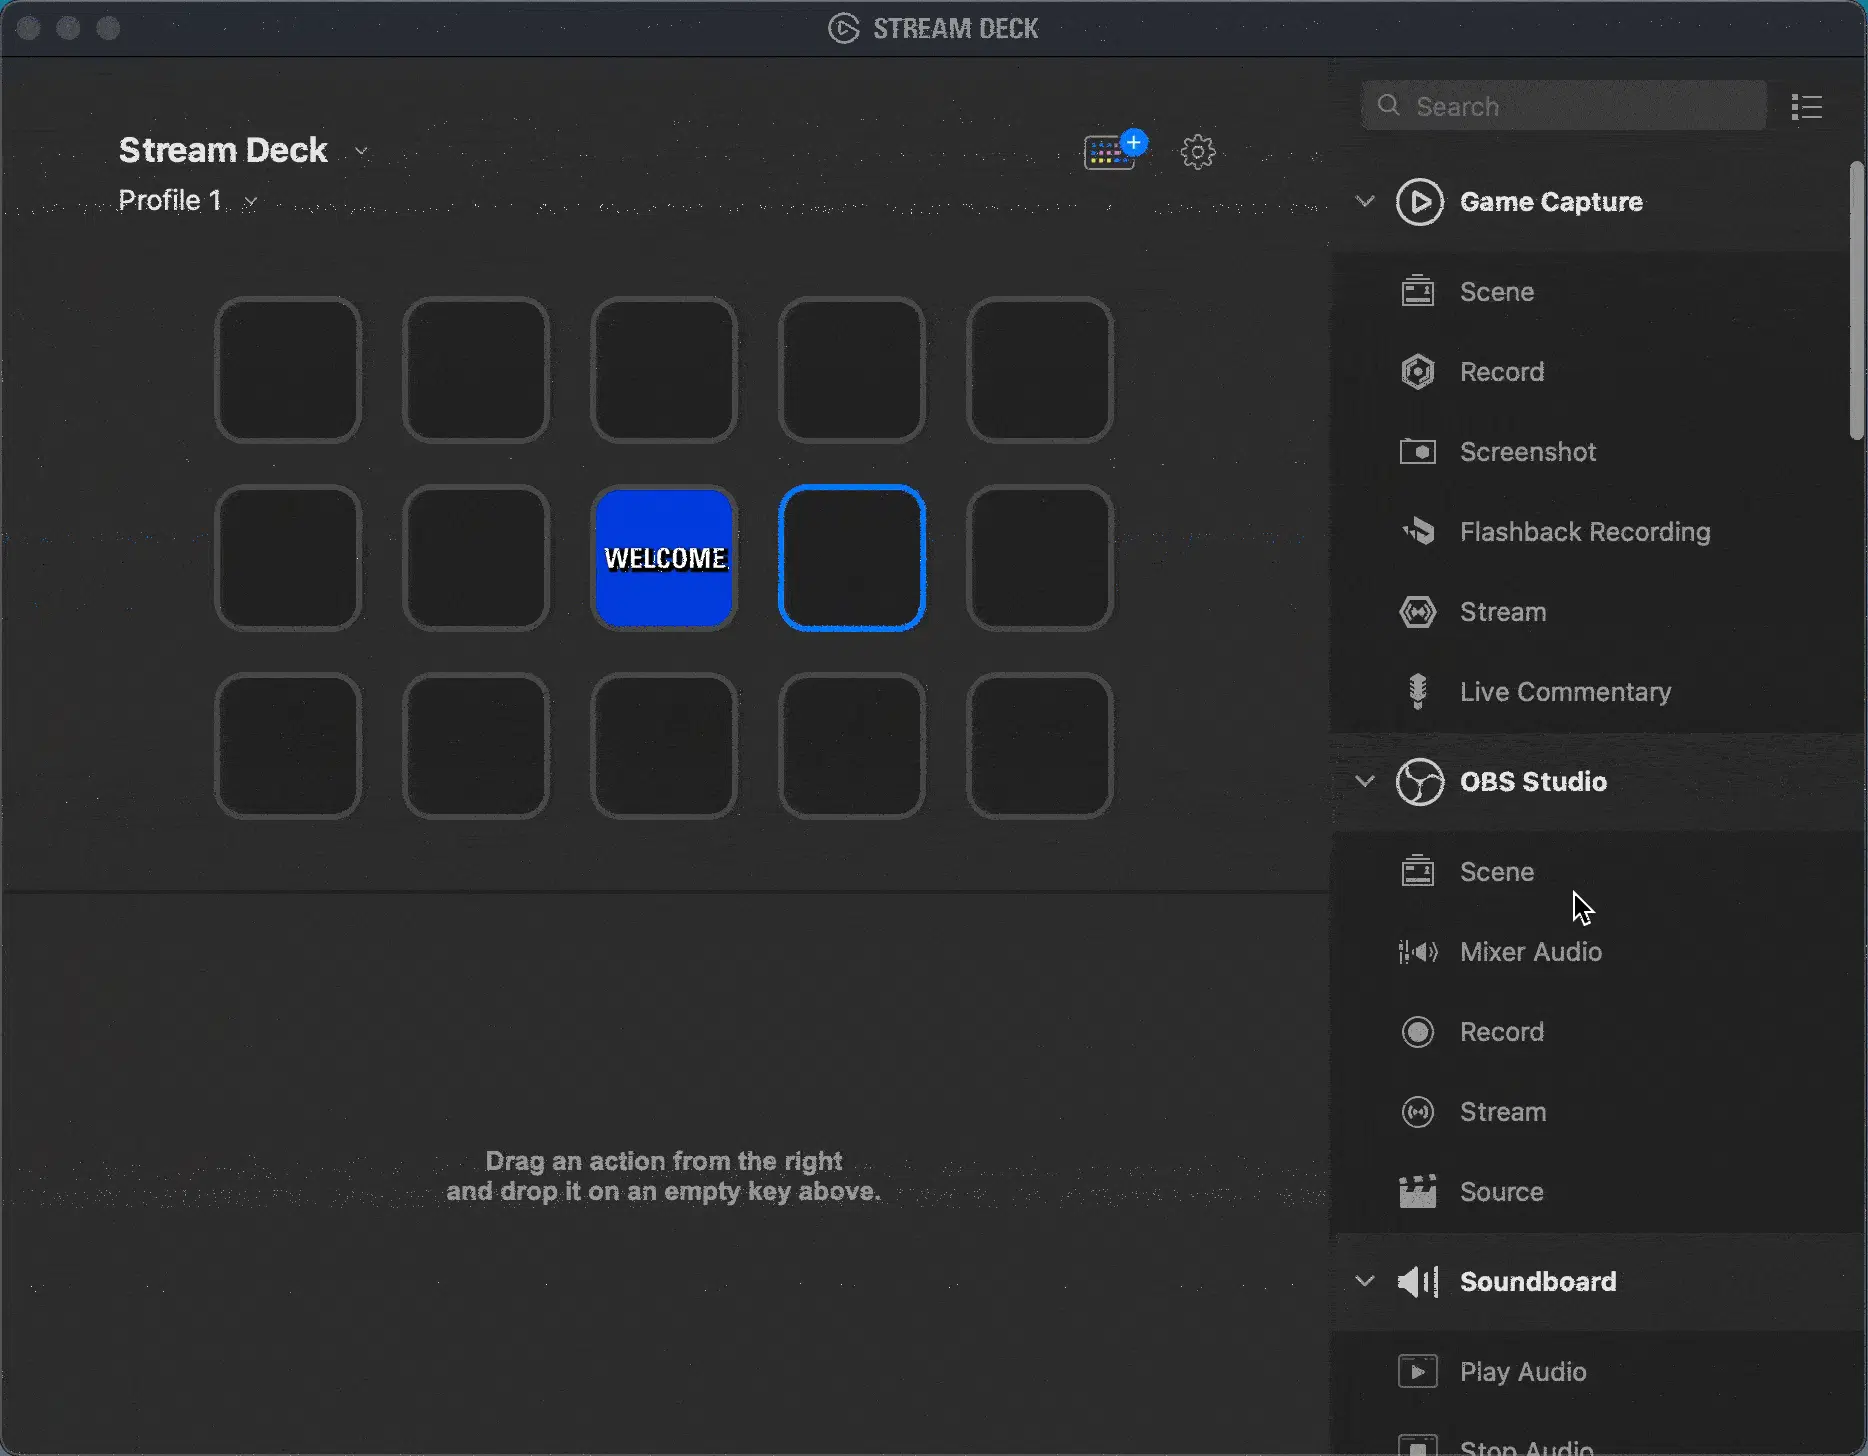 STREAM DECK
Stream Deck
Profile 1
WELCOME
Drag an action from the right
and drop it on an empty key above.
Search
Game Capture
Scene
Record
Screenshot
Flashback Recording
Stream
Live Commentary
OBS Studio
Scene
Mixer Audio
Record
Stream
Source
Soundboard
Play Audio
Stop Audio